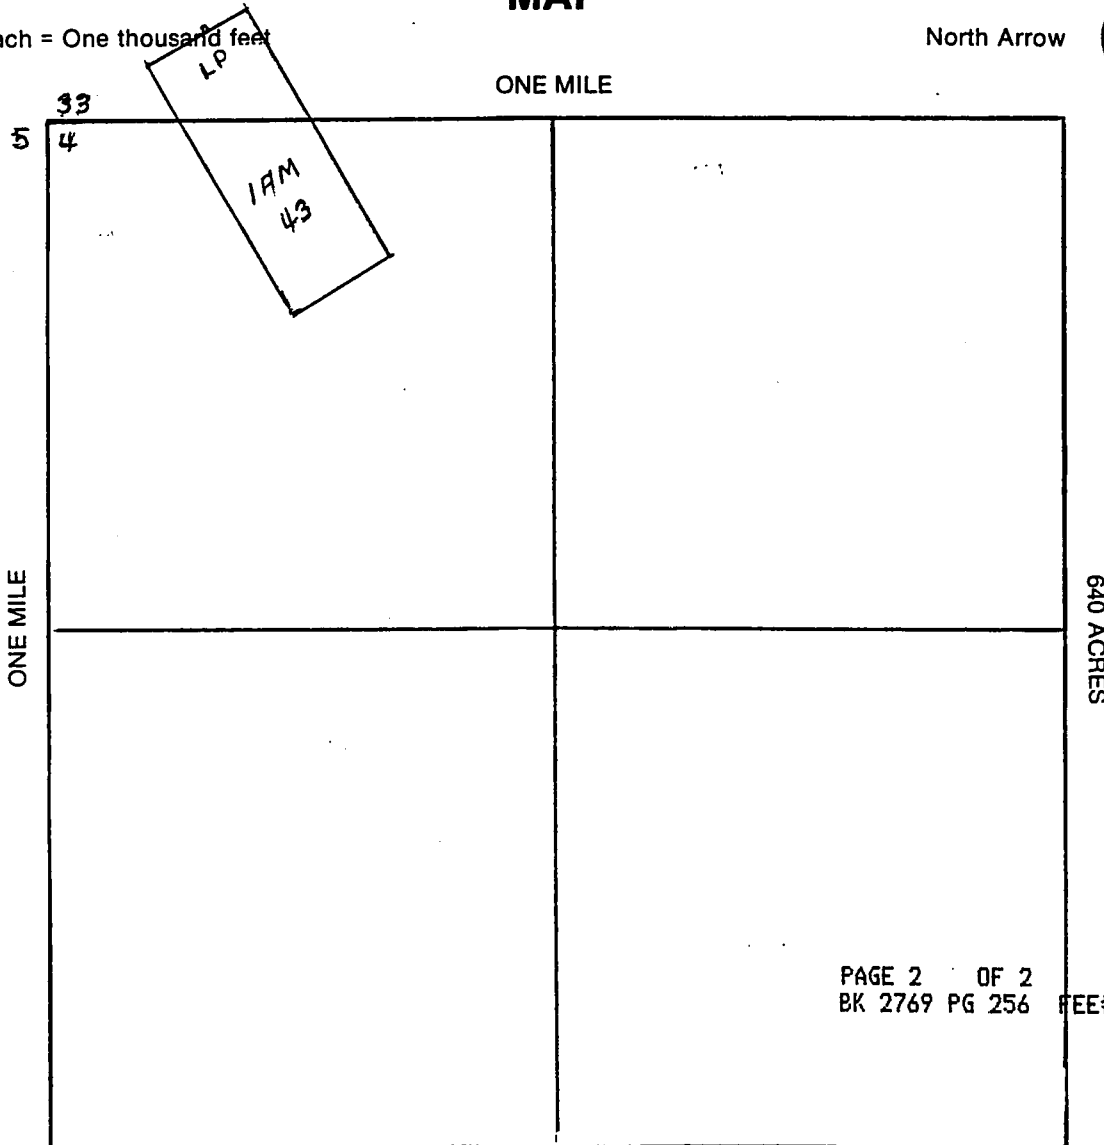 MAP
ach = One thousand feet
North Arrow
ONE MILE
LP
33
5
4
IAM
43
ONE MILE
640 ACRES
PAGE 2 OF 2
BK 2769 PG 256 FEE